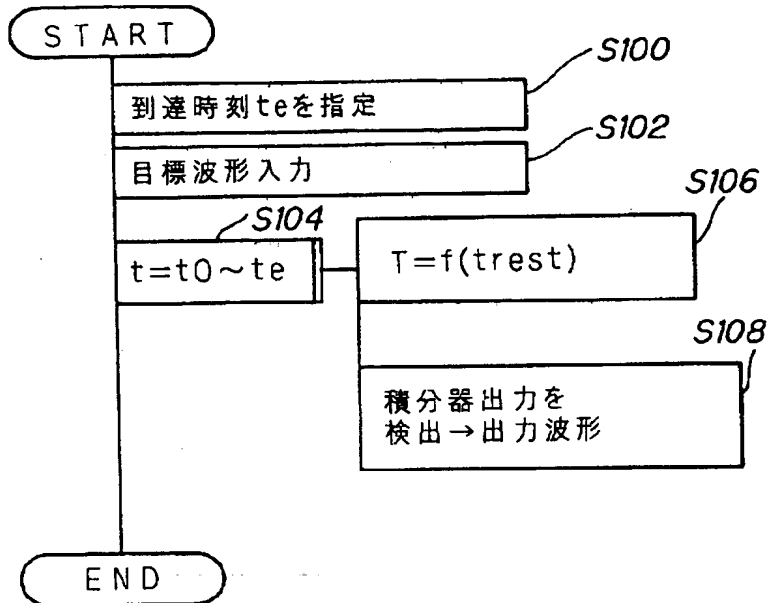 START
S100
到達時刻teを指定
S102
目標波形入力
S104
t=t0~te
S106
T=f(trest)
S108
積分器出力を
検出→出力波形
END